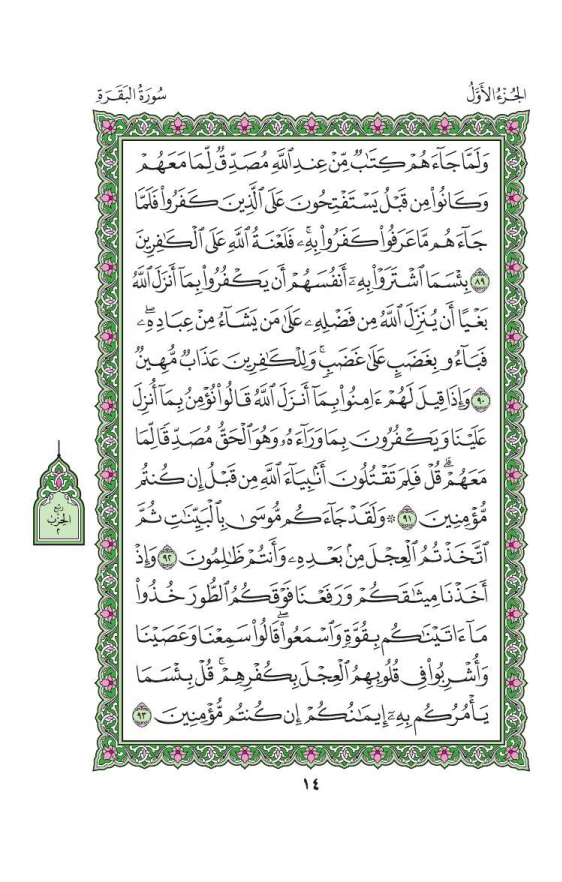 الجُزْءُ الأَوَّلُ
سُورَةُ البَقَرَةِ
وَلَمَّا جَآءَهُمْ كِتَٰبٌ مِّنْ عِندِ ٱللَّهِ مُصَدِّقٌ لِّمَا مَعَهُمْ
وَكَانُوا۟ مِن قَبْلُ يَسْتَفْتِحُونَ عَلَى ٱلَّذِينَ كَفَرُوا۟ فَلَمَّا
جَآءَهُم مَّا عَرَفُوا۟ كَفَرُوا۟ بِهِۦ ۚ فَلَعْنَةُ ٱللَّهِ عَلَى ٱلْكَٰفِرِينَ
٨٩ بِئْسَمَا ٱشْتَرَوْا۟ بِهِۦٓ أَنفُسَهُمْ أَن يَكْفُرُوا۟ بِمَآ أَنزَلَ ٱللَّهُ
بَغْيًا أَن يُنَزِّلَ ٱللَّهُ مِن فَضْلِهِۦ عَلَىٰ مَن يَشَآءُ مِنْ عِبَادِهِۦ ۖ
فَبَآءُو بِغَضَبٍ عَلَىٰ غَضَبٍ ۚ وَلِلْكَٰفِرِينَ عَذَابٌ مُّهِينٌ
٩٠ وَإِذَا قِيلَ لَهُمْ ءَامِنُوا۟ بِمَآ أَنزَلَ ٱللَّهُ قَالُوا۟ نُؤْمِنُ بِمَآ أُنزِلَ
عَلَيْنَا وَيَكْفُرُونَ بِمَا وَرَآءَهُۥ وَهُوَ ٱلْحَقُّ مُصَدِّقًا لِّمَا
مَعَهُمْ ۗ قُلْ فَلِمَ تَقْتُلُونَ أَنۢبِيَآءَ ٱللَّهِ مِن قَبْلُ إِن كُنتُم
مُّؤْمِنِينَ ٩١ ۞ وَلَقَدْ جَآءَكُم مُّوسَىٰ بِٱلْبَيِّنَٰتِ ثُمَّ
ٱتَّخَذْتُمُ ٱلْعِجْلَ مِنۢ بَعْدِهِۦ وَأَنتُمْ ظَٰلِمُونَ ٩٢ وَإِذْ
أَخَذْنَا مِيثَٰقَكُمْ وَرَفَعْنَا فَوْقَكُمُ ٱلطُّورَ خُذُوا۟
مَآ ءَاتَيْنَٰكُم بِقُوَّةٍ وَٱسْمَعُوا۟ ۖ قَالُوا۟ سَمِعْنَا وَعَصَيْنَا
وَأُشْرِبُوا۟ فِى قُلُوبِهِمُ ٱلْعِجْلَ بِكُفْرِهِمْ ۚ قُلْ بِئْسَمَا
يَأْمُرُكُم بِهِۦٓ إِيمَٰنُكُمْ إِن كُنتُم مُّؤْمِنِينَ ٩٣
ربع
الحزب
٢
١٤